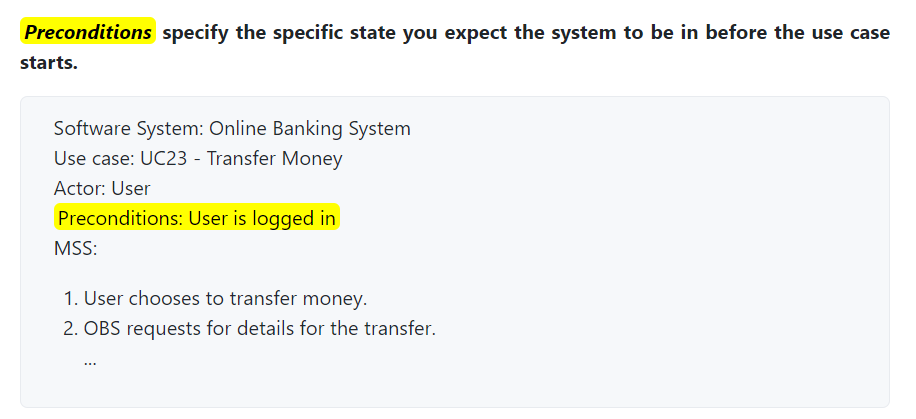 Preconditions specify the specific state you expect the system to be in before the use case
starts.
Software System: Online Banking System
Use case: UC23 - Transfer Money
Actor: User
Preconditions: User is logged in
MSS:
1. User chooses to transfer money.
2. OBS requests for details for the transfer.
...